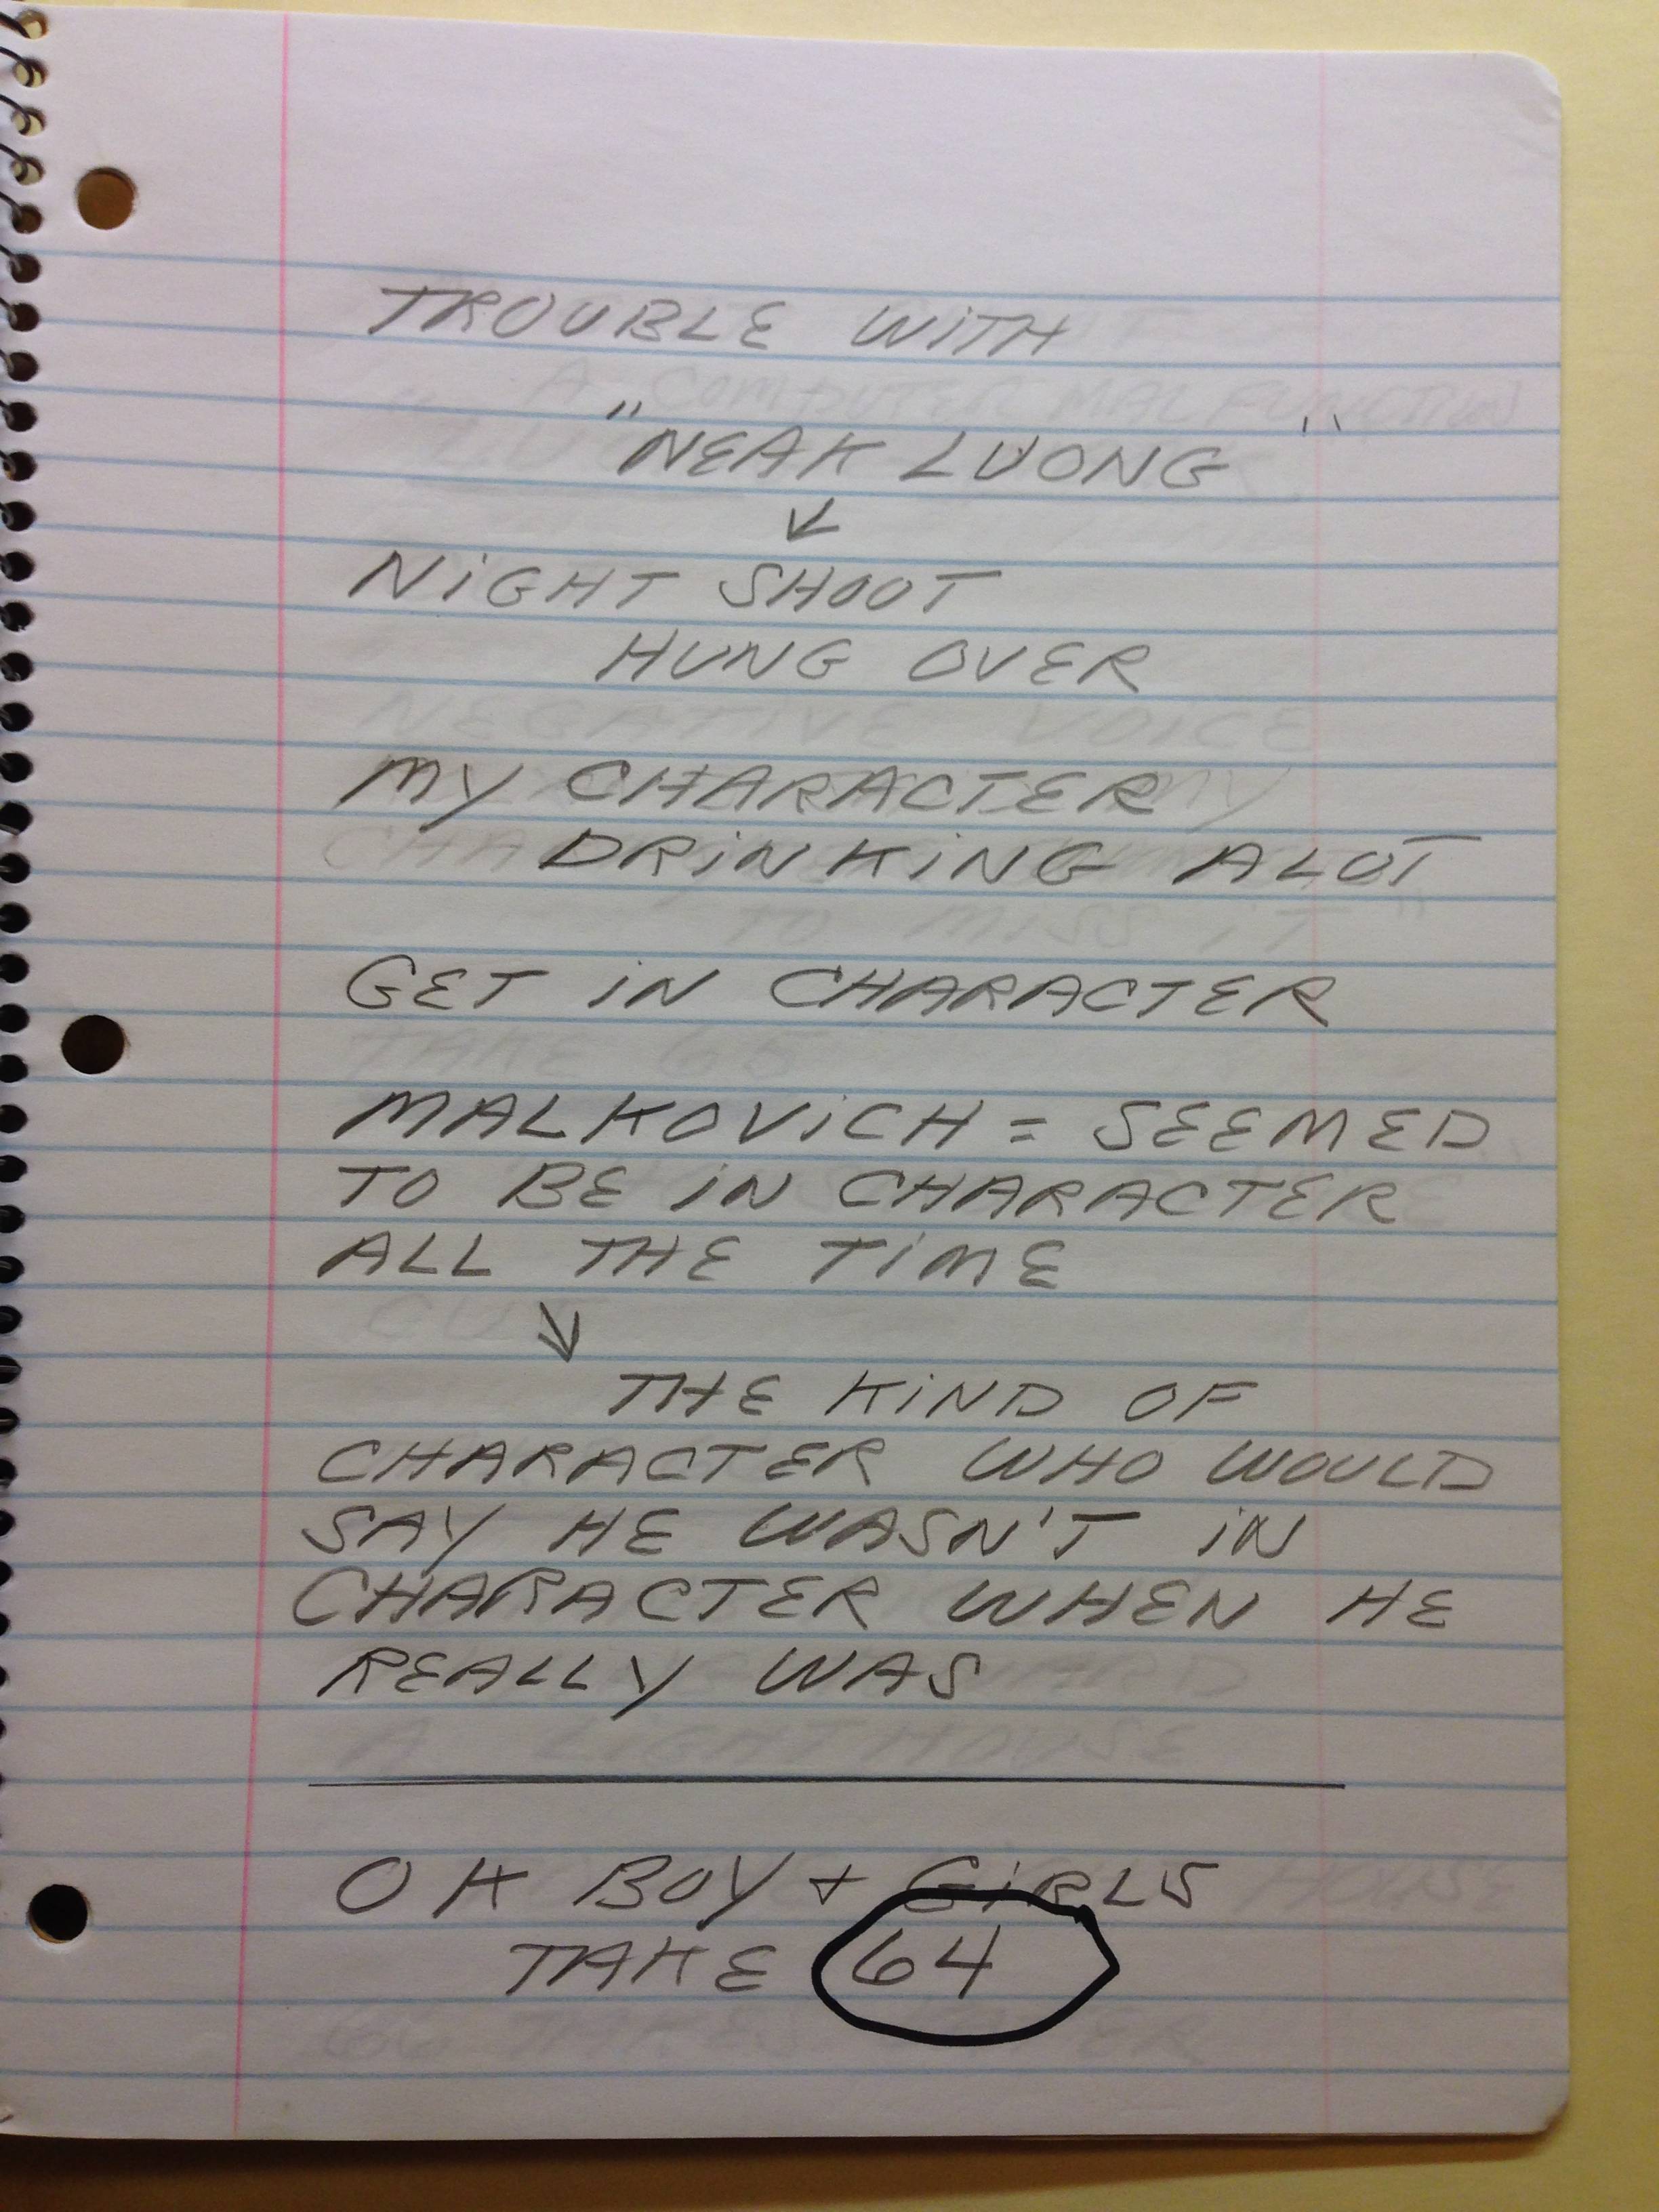 TROUBLE WITH
"NEAK LUONG"
↙
NIGHT SHOOT
HUNG OVER
MY CHARACTER
DRINKING ALOT
GET IN CHARACTER
MALKOVICH = SEEMED
TO BE IN CHARACTER
ALL THE TIME
↘
THE KIND OF
CHARACTER WHO WOULD
SAY HE WASN'T IN
CHARACTER WHEN HE
REALLY WAS
OK BOY + GIRLS
TAKE 64